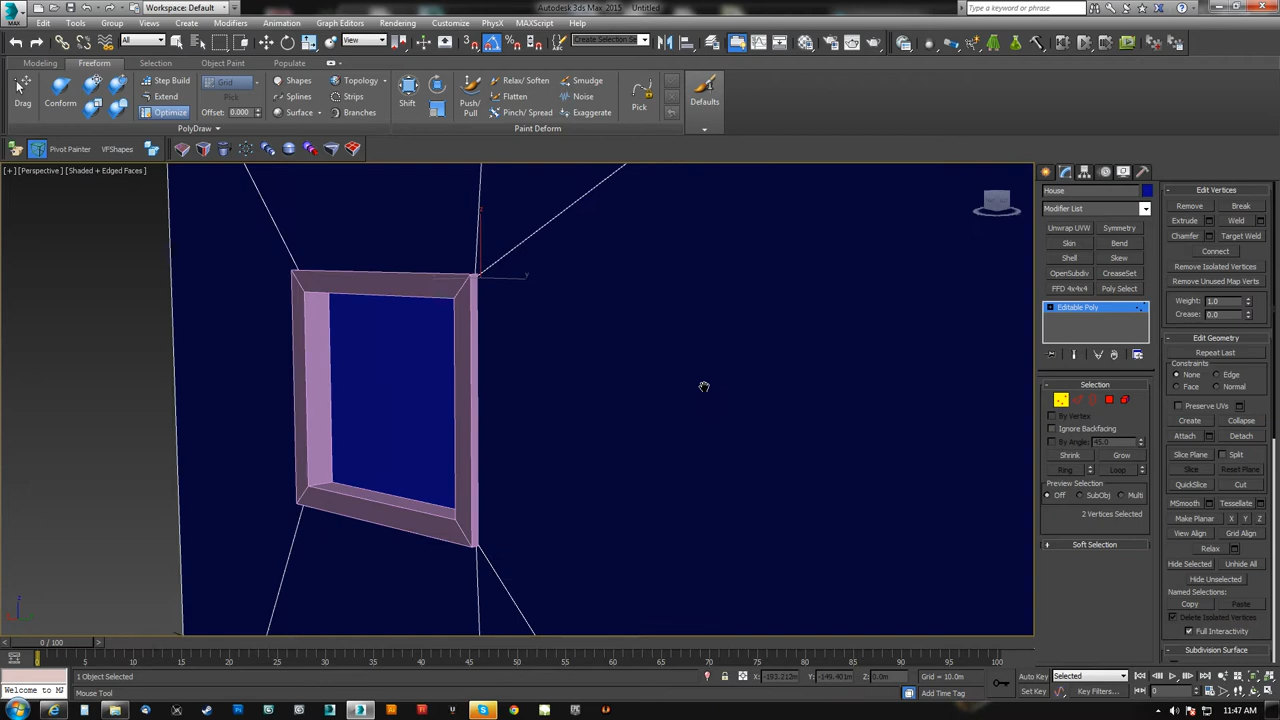 MAX
Workspace: Default
Autodesk 3ds Max 2015 Untitled
Type a keyword or phrase
Edit Tools Group Views Create Modifiers Animation Graph Editors Rendering Customize PhysX MAXScript Help
All View Create Selection Se
Modeling Freeform Selection Object Paint Populate
Step Build Grid Shapes Topology Relax/ Soften Smudge
Drag Conform Extend Pick Splines Strips Shift Push/ Pull Flatten Noise Pick Defaults
Optimize Offset: 0.000 Surface Branches Pinch/ Spread Exaggerate
PolyDraw Paint Deform
Pivot Painter VFShapes
[+] [Perspective] [Shaded + Edged Faces]
House
Modifier List
Unwrap UVW Symmetry
Skin Bend
Shell Skew
OpenSubdiv CreaseSet
FFD 4x4x4 Poly Select
Editable Poly
Selection
By Vertex
Ignore Backfacing
By Angle: 45.0
Shrink Grow
Ring Loop
Preview Selection
Off SubObj Multi
2 Vertices Selected
Soft Selection
Edit Vertices
Remove Break
Extrude Weld
Chamfer Target Weld
Connect
Remove Isolated Vertices
Remove Unused Map Verts
Weight: 1.0
Crease: 0.0
Edit Geometry
Repeat Last
Constraints
None Edge
Face Normal
Preserve UVs
Create Collapse
Attach Detach
Slice Plane Split
Slice Reset Plane
QuickSlice Cut
MSmooth Tessellate
Make Planar X Y Z
View Align Grid Align
Relax
Hide Selected Unhide All
Hide Unselected
Named Selections:
Copy Paste
Delete Isolated Vertices
Full Interactivity
Subdivision Surface
0 / 100
0 5 10 15 20 25 30 35 40 45 50 55 60 65 70 75 80 85 90 95 100
1 Object Selected X: -193.212m Y: -149.401m Z: 0.0m Grid = 10.0m Auto Key Selected
Welcome to M Mouse Tool Add Time Tag Set Key Key Filters... 0
11:47 AM